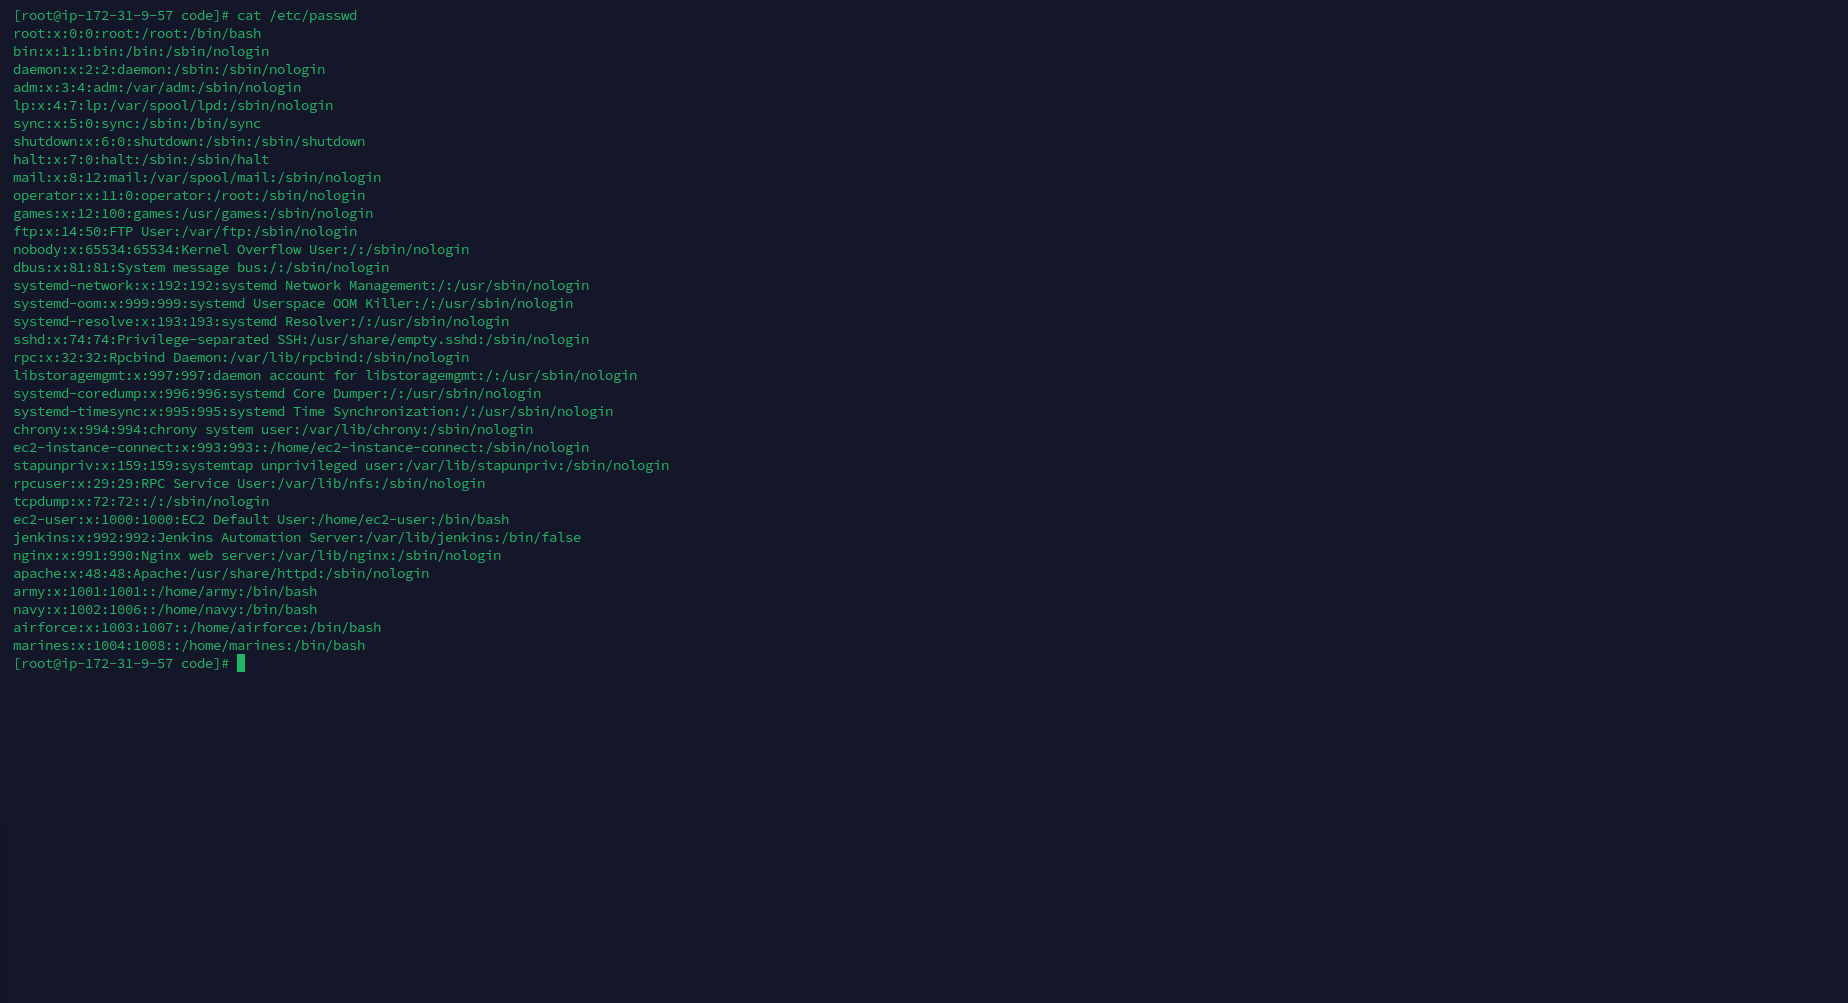 [root@ip-172-31-9-57 code]# cat /etc/passwd
root:x:0:0:root:/root:/bin/bash
bin:x:1:1:bin:/bin:/sbin/nologin
daemon:x:2:2:daemon:/sbin:/sbin/nologin
adm:x:3:4:adm:/var/adm:/sbin/nologin
lp:x:4:7:lp:/var/spool/lpd:/sbin/nologin
sync:x:5:0:sync:/sbin:/bin/sync
shutdown:x:6:0:shutdown:/sbin:/sbin/shutdown
halt:x:7:0:halt:/sbin:/sbin/halt
mail:x:8:12:mail:/var/spool/mail:/sbin/nologin
operator:x:11:0:operator:/root:/sbin/nologin
games:x:12:100:games:/usr/games:/sbin/nologin
ftp:x:14:50:FTP User:/var/ftp:/sbin/nologin
nobody:x:65534:65534:Kernel Overflow User:/:/sbin/nologin
dbus:x:81:81:System message bus:/:/sbin/nologin
systemd-network:x:192:192:systemd Network Management:/:/usr/sbin/nologin
systemd-oom:x:999:999:systemd Userspace OOM Killer:/:/usr/sbin/nologin
systemd-resolve:x:193:193:systemd Resolver:/:/usr/sbin/nologin
sshd:x:74:74:Privilege-separated SSH:/usr/share/empty.sshd:/sbin/nologin
rpc:x:32:32:Rpcbind Daemon:/var/lib/rpcbind:/sbin/nologin
libstoragemgmt:x:997:997:daemon account for libstoragemgmt:/:/usr/sbin/nologin
systemd-coredump:x:996:996:systemd Core Dumper:/:/usr/sbin/nologin
systemd-timesync:x:995:995:systemd Time Synchronization:/:/usr/sbin/nologin
chrony:x:994:994:chrony system user:/var/lib/chrony:/sbin/nologin
ec2-instance-connect:x:993:993::/home/ec2-instance-connect:/sbin/nologin
stapunpriv:x:159:159:systemtap unprivileged user:/var/lib/stapunpriv:/sbin/nologin
rpcuser:x:29:29:RPC Service User:/var/lib/nfs:/sbin/nologin
tcpdump:x:72:72::/:/sbin/nologin
ec2-user:x:1000:1000:EC2 Default User:/home/ec2-user:/bin/bash
jenkins:x:992:992:Jenkins Automation Server:/var/lib/jenkins:/bin/false
nginx:x:991:990:Nginx web server:/var/lib/nginx:/sbin/nologin
apache:x:48:48:Apache:/usr/share/httpd:/sbin/nologin
army:x:1001:1001::/home/army:/bin/bash
navy:x:1002:1006::/home/navy:/bin/bash
airforce:x:1003:1007::/home/airforce:/bin/bash
marines:x:1004:1008::/home/marines:/bin/bash
[root@ip-172-31-9-57 code]#